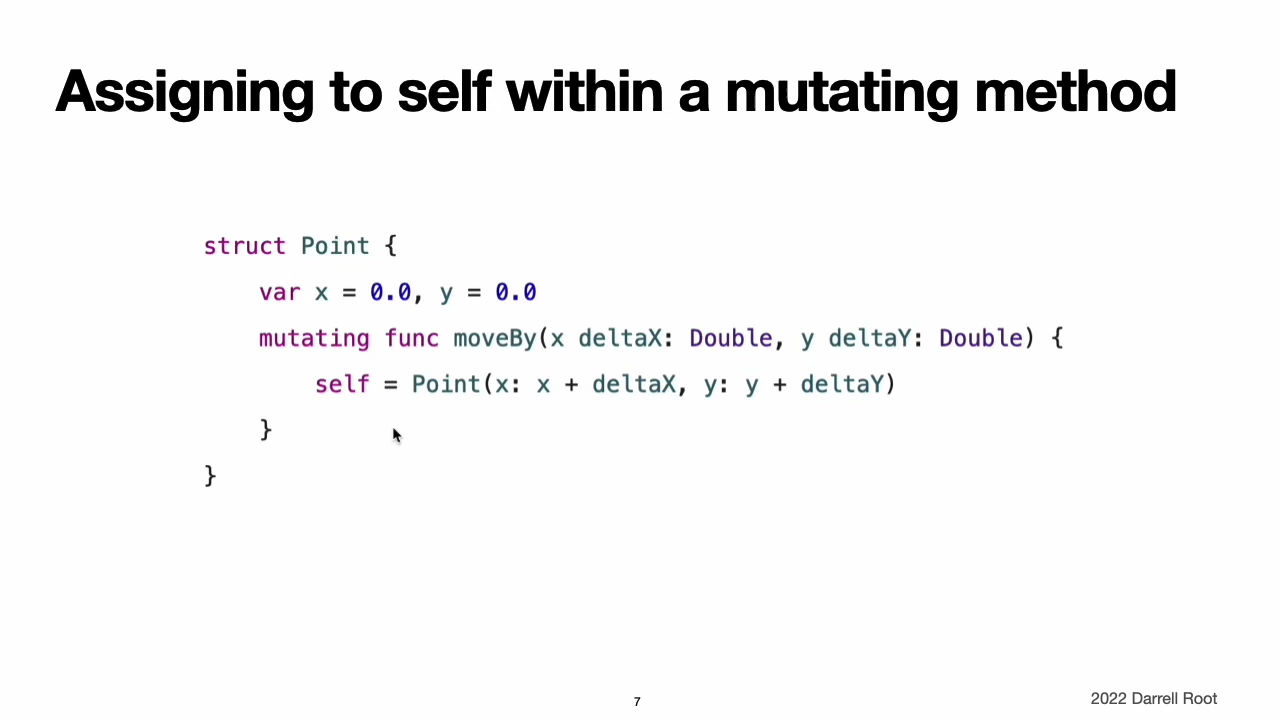 Assigning to self within a mutating method
struct Point {
    var x = 0.0, y = 0.0
    mutating func moveBy(x deltaX: Double, y deltaY: Double) {
        self = Point(x: x + deltaX, y: y + deltaY)
    }
}
7
2022 Darrell Root